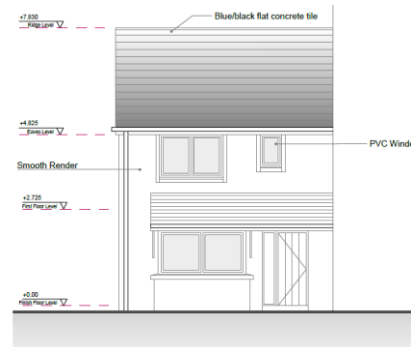 +7.830
Ridge Level
Blue/black flat concrete tile
+4.825
Eaves Level
PVC Windo
Smooth Render
+2.725
First Floor Level
+0.00
Finish Floor Level